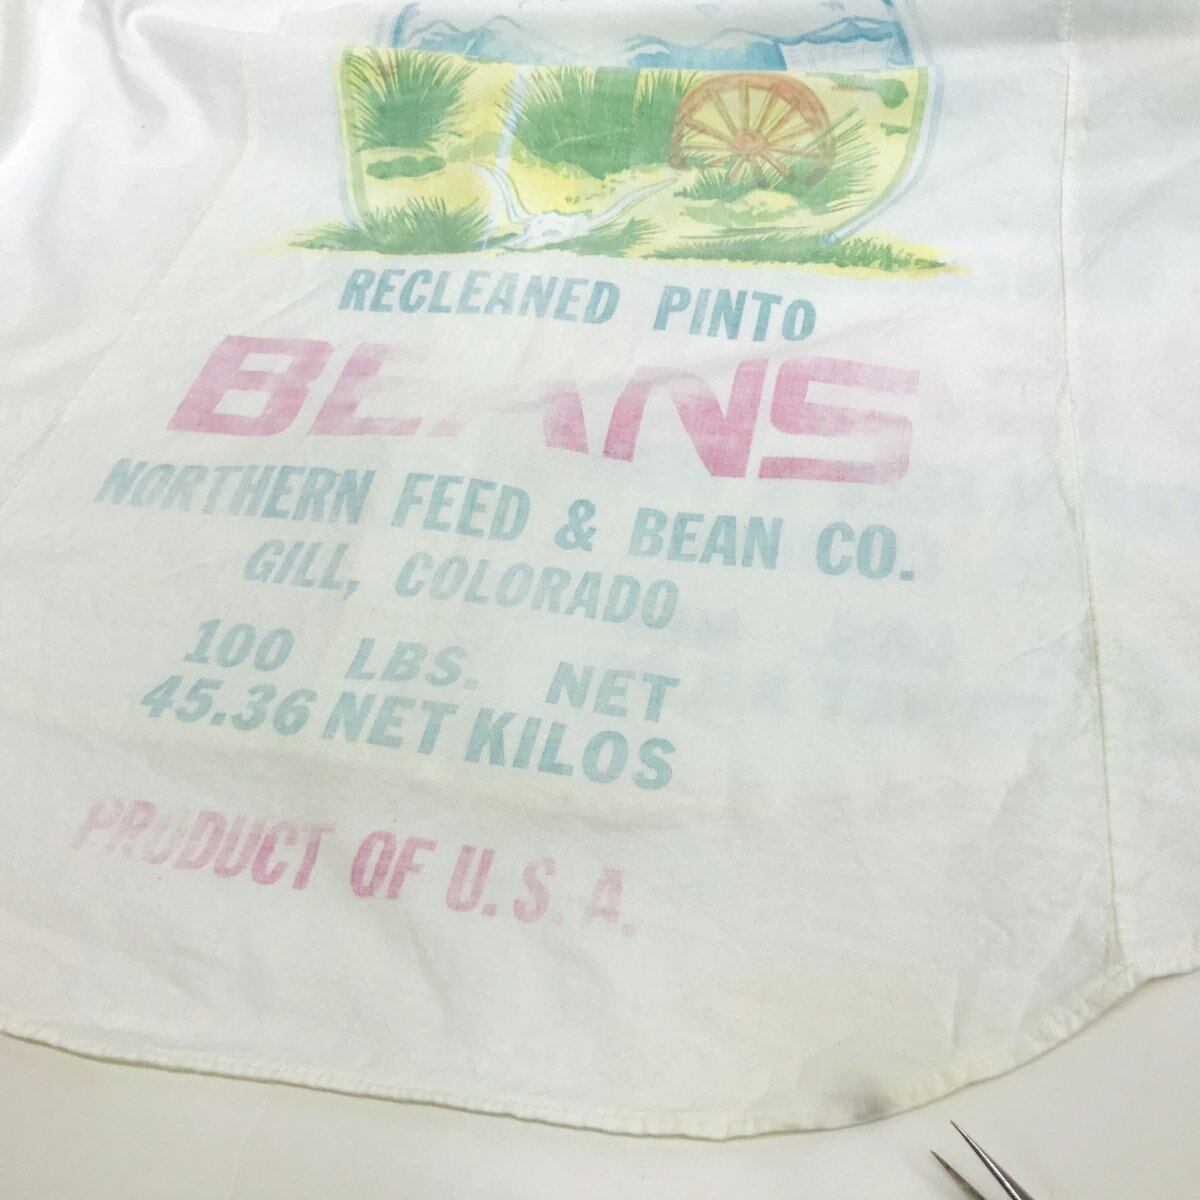 RECLEANED PINTO
BEANS
NORTHERN FEED & BEAN CO.
GILL, COLORADO
100 LBS. NET
45.36 NET KILOS
PRODUCT OF U.S.A.